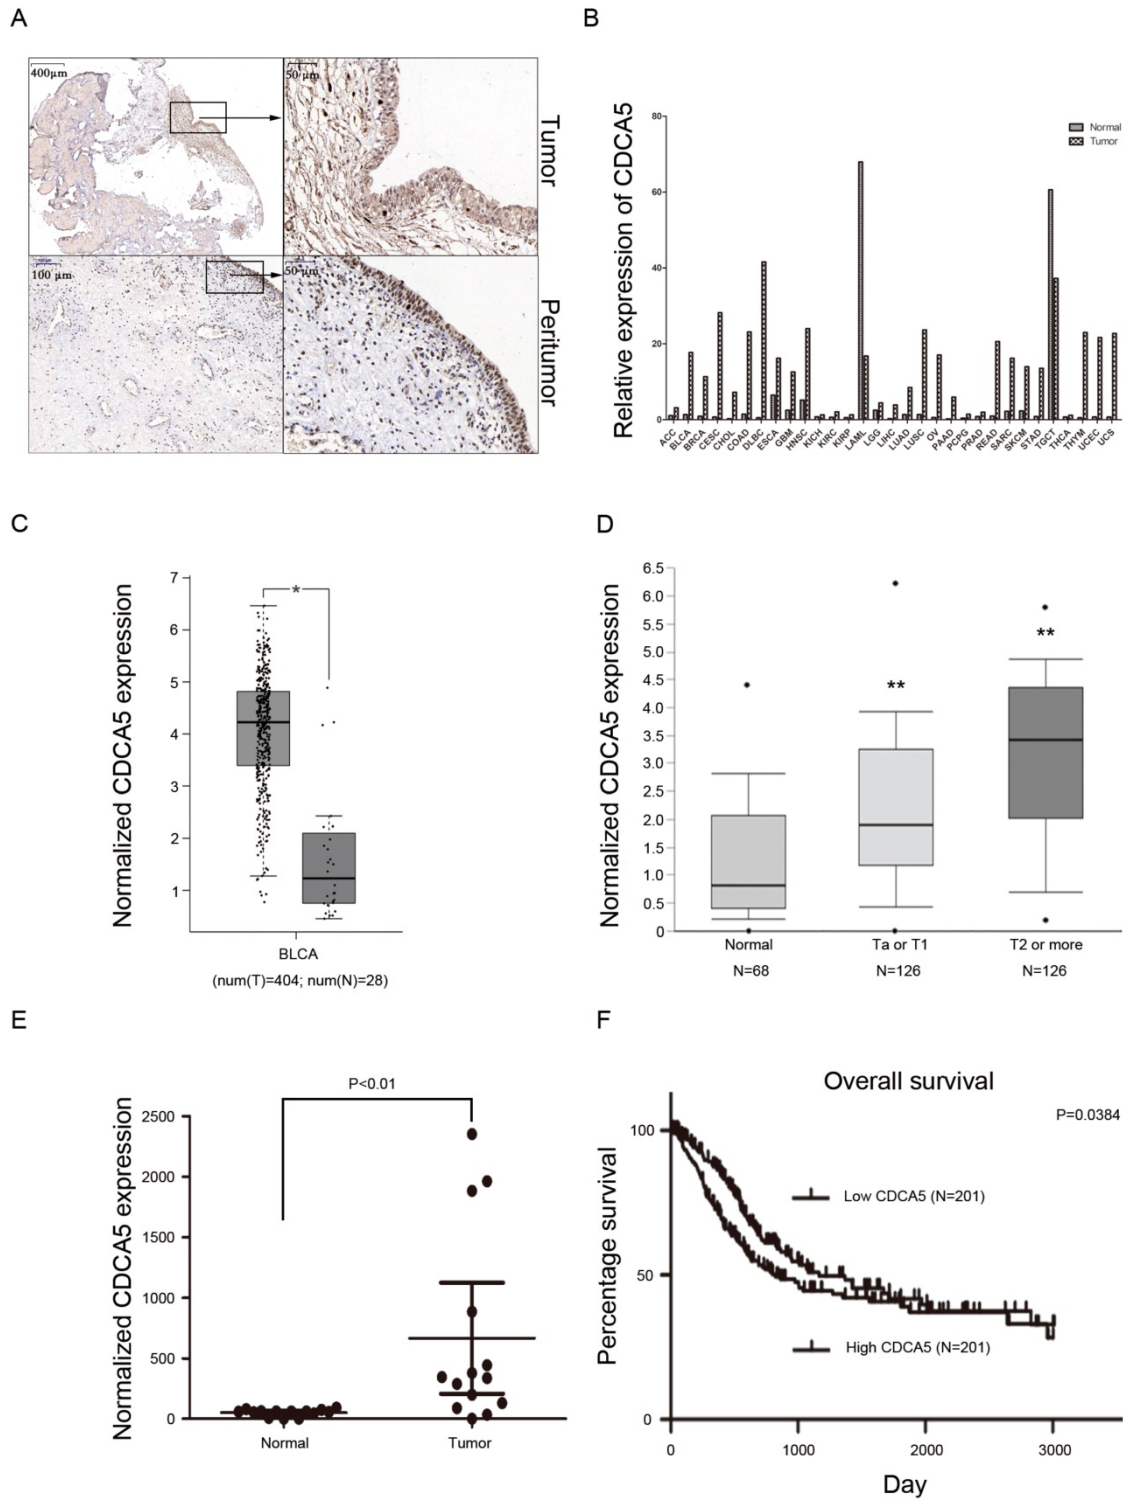 A
400μm
50 μm
Tumor
100 μm
50 μm
Peritumor
B
Relative expression of CDCA5
80
60
40
20
0
Normal
Tumor
ACC
BLCA
BRCA
CESC
CHOL
COAD
DLBC
ESCA
GBM
HNSC
KICH
KIRC
KIRP
LAML
LGG
LIHC
LUAD
LUSC
OV
PAAD
PCPG
PRAD
READ
SARC
SKCM
STAD
TGCT
THCA
THYM
UCEC
UCS
C
Normalized CDCA5 expression
7
6
5
4
3
2
1
*
BLCA
(num(T)=404; num(N)=28)
D
Normalized CDCA5 expression
6.5
6.0
5.5
5.0
4.5
4.0
3.5
3.0
2.5
2.0
1.5
1.0
0.5
0
**
**
Normal
Ta or T1
T2 or more
N=68
N=126
N=126
E
Normalized CDCA5 expression
P<0.01
2500
2000
1500
1000
500
0
Normal
Tumor
F
Overall survival
P=0.0384
Percentage survival
100
50
0
Low CDCA5 (N=201)
High CDCA5 (N=201)
0
1000
2000
3000
Day